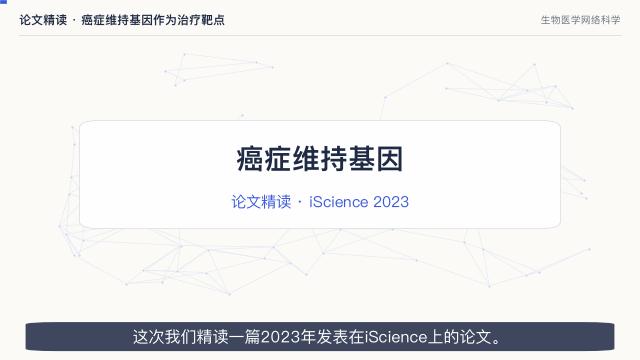 论文精读 · 癌症维持基因作为治疗靶点
生物医学网络科学
癌症维持基因
论文精读 · iScience 2023
这次我们精读一篇2023年发表在iScience上的论文。